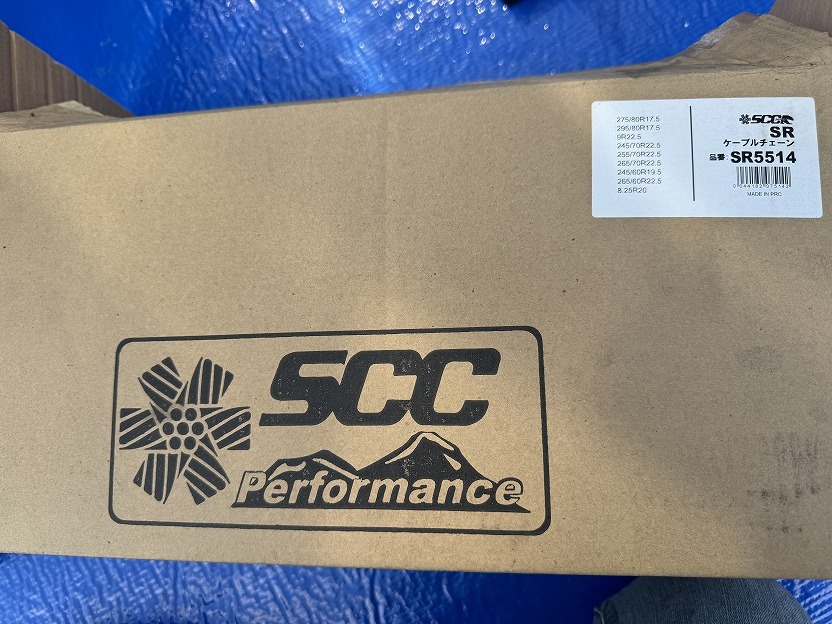 275/80R17.5
295/80R17.5
9R22.5
245/70R22.5
255/70R22.5
265/70R22.5
245/60R19.5
265/60R22.5
8.25R20
SCC
SR
ケーブルチェーン
品番 SR5514
MADE IN PRC
SCC
Performance